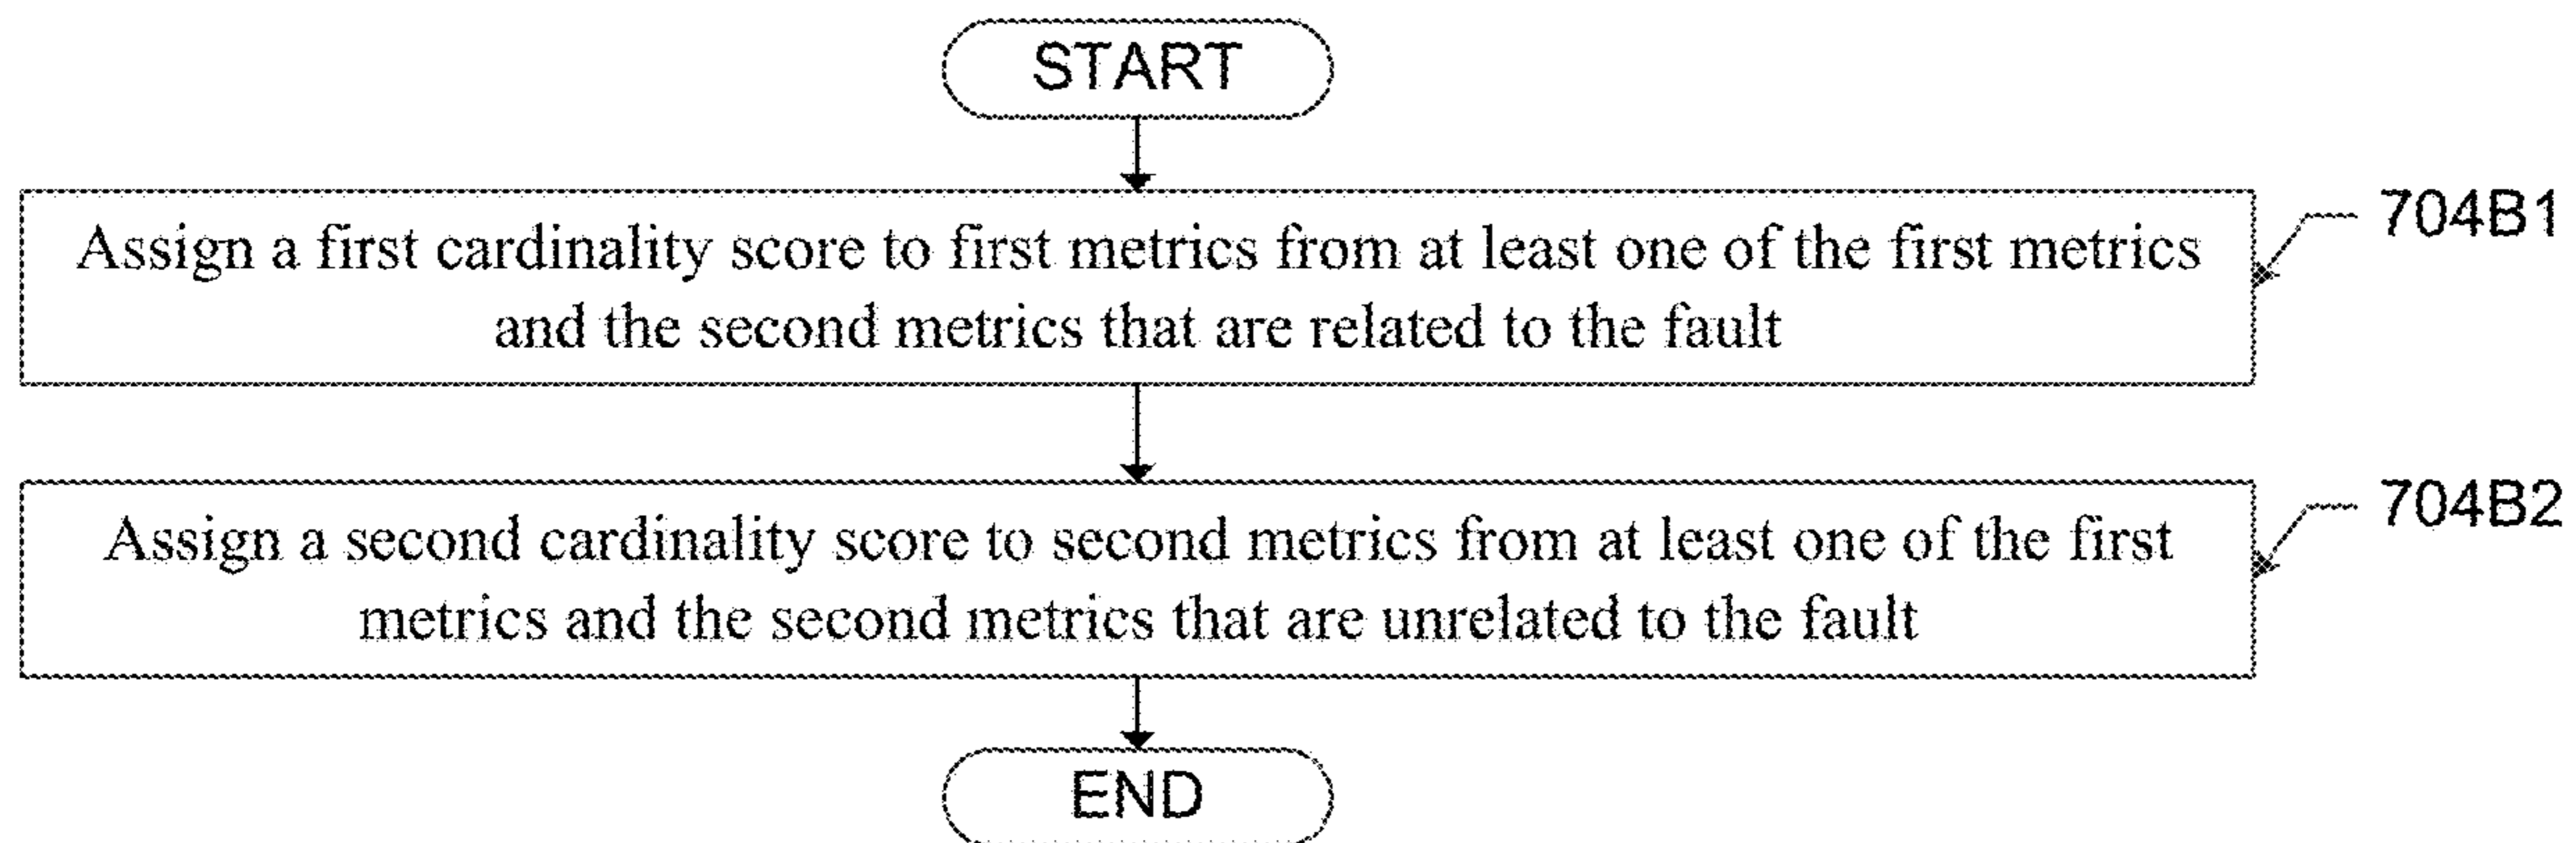 START
Assign a first cardinality score to first metrics from at least one of the first metrics
and the second metrics that are related to the fault
704B1
Assign a second cardinality score to second metrics from at least one of the first
metrics and the second metrics that are unrelated to the fault
704B2
END